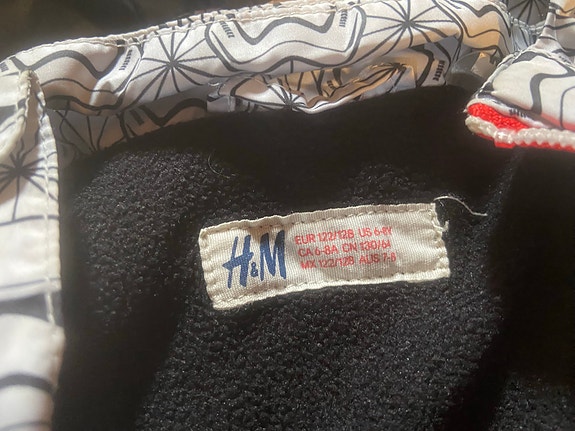 H&M
EUR 122/128 US 6-8Y
CA 6-8A CN 130/64
MX 122/128 AUS 7-8